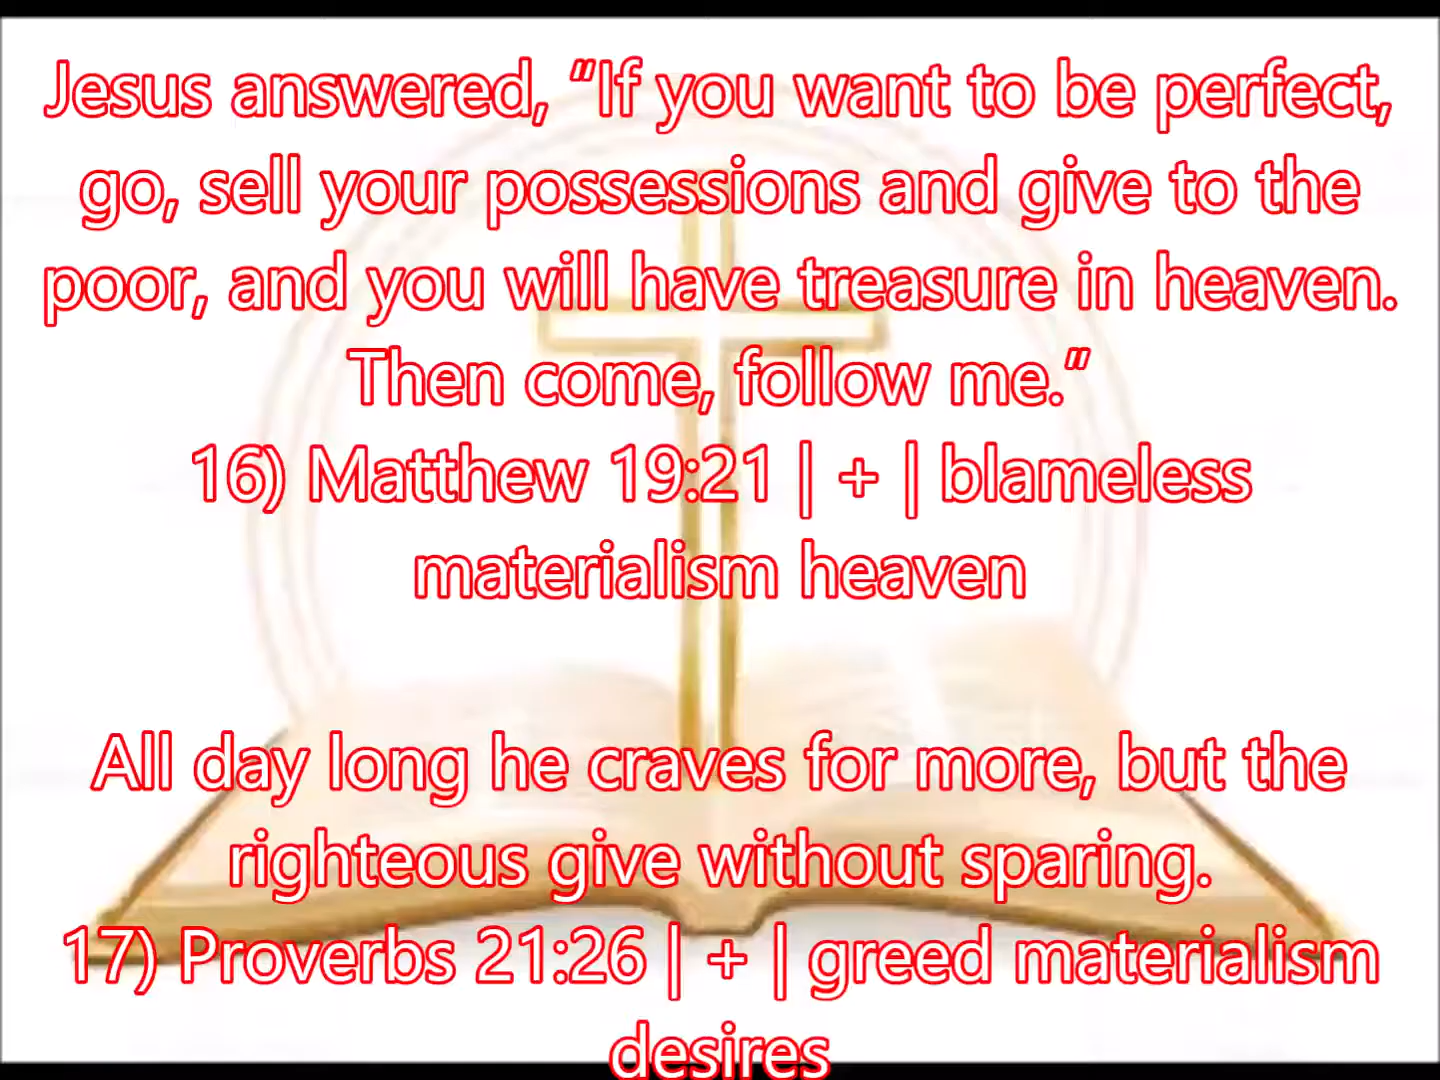 Jesus answered, “If you want to be perfect,
go, sell your possessions and give to the
poor, and you will have treasure in heaven.
Then come, follow me.”
16) Matthew 19:21 | + | blameless
materialism heaven
All day long he craves for more, but the
righteous give without sparing.
17) Proverbs 21:26 | + | greed materialism
desires